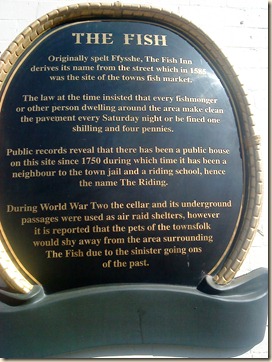 THE FISH
Originally spelt Ffysshe, The Fish Inn
derives its name from the street which in 1588
was the site of the towns fish market.
The law at the time insisted that every fishmonger
or other person dwelling around the area make clean
the pavement every Saturday night or be fined one
shilling and four pennies.
Public records reveal that there has been a public house
on this site since 1750 during which time it has been a
neighbour to the town jail and a riding school, hence
the name The Riding.
During World War Two the cellar and its underground
passages were used as air raid shelters, however
it is reported that the pets of the townsfolk
would shy away from the area surrounding
The Fish due to the sinister going ons
of the past.